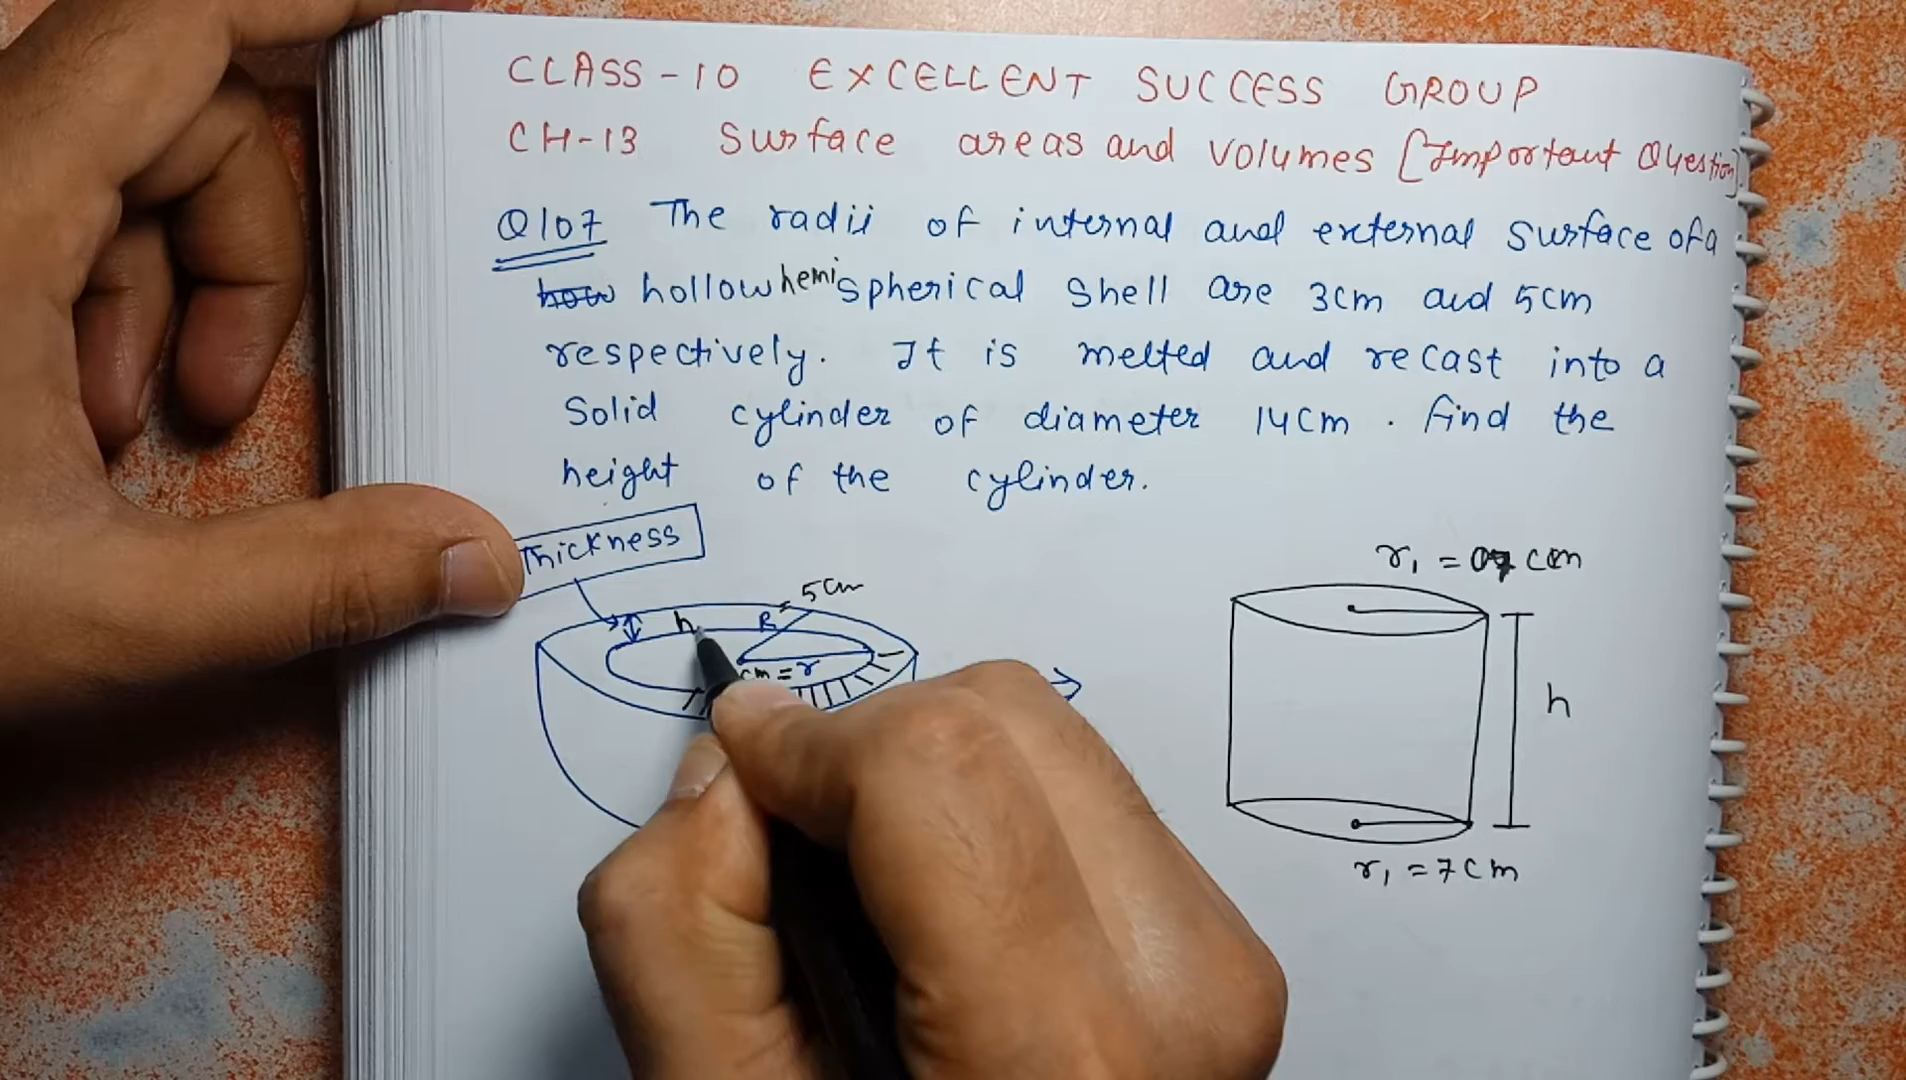 CLASS-10 EXCELLENT SUCCESS GROUP
CH-13 Surface areas and volumes [Important Question]
Q107 The radii of internal and external surface of a
hollow hemispherical shell are 3cm and 5cm
respectively. It is melted and recast into a
Solid cylinder of diameter 14cm. find the
height of the cylinder.
Thickness
= 5cm
h R
cm = r
r₁ = 7 cm
h
r₁ = 7cm